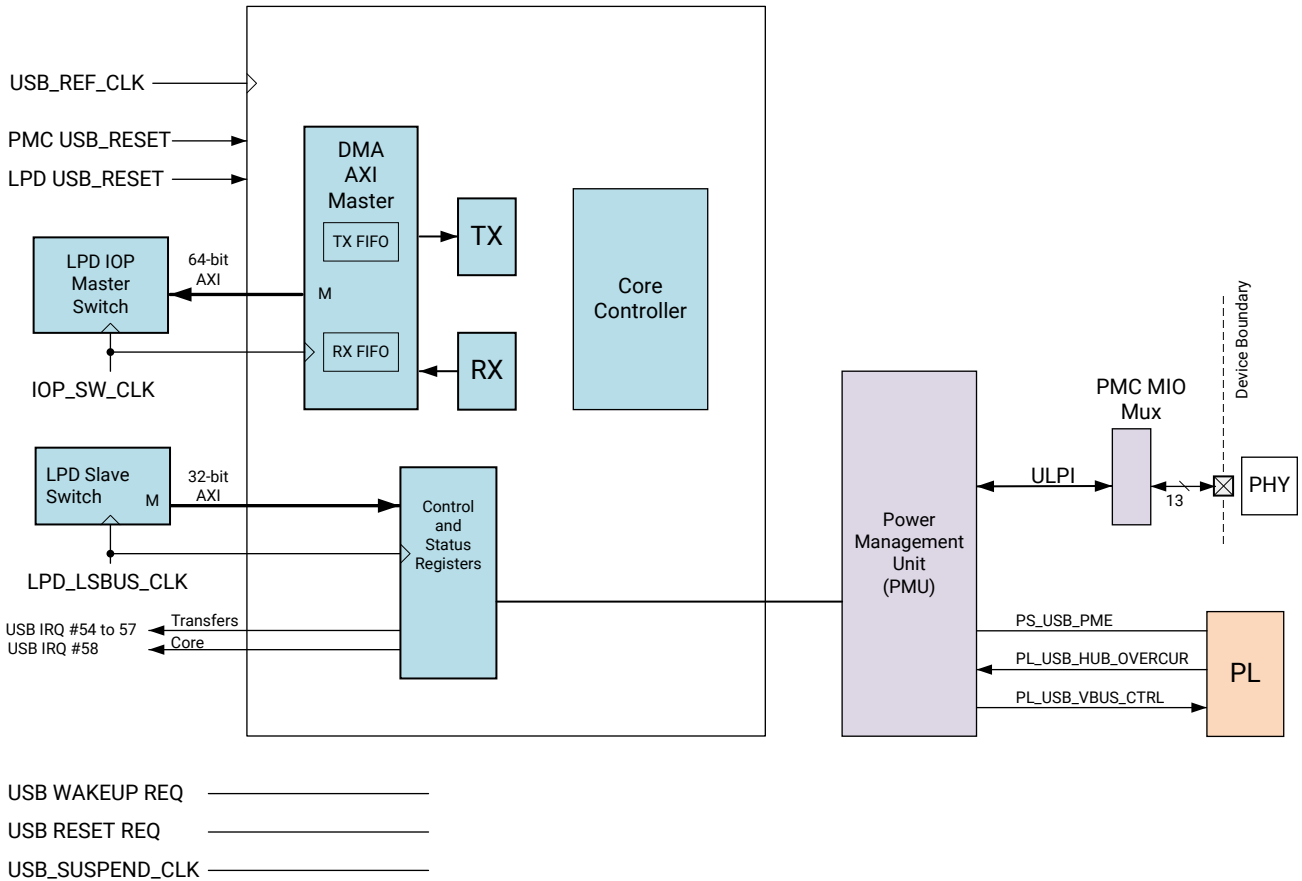 USB_REF_CLK
PMC USB_RESET
LPD USB_RESET
DMA
AXI
Master
TX FIFO
M
RX FIFO
TX
RX
Core
Controller
LPD IOP
Master
Switch
64-bit
AXI
IOP_SW_CLK
LPD Slave
Switch
M
32-bit
AXI
LPD_LSBUS_CLK
Control
and
Status
Registers
USB IRQ #54 to 57
Transfers
USB IRQ #58
Core
Power
Management
Unit
(PMU)
ULPI
PMC MIO
Mux
13
Device Boundary
PHY
PS_USB_PME
PL_USB_HUB_OVERCUR
PL_USB_VBUS_CTRL
PL
USB WAKEUP REQ
USB RESET REQ
USB_SUSPEND_CLK